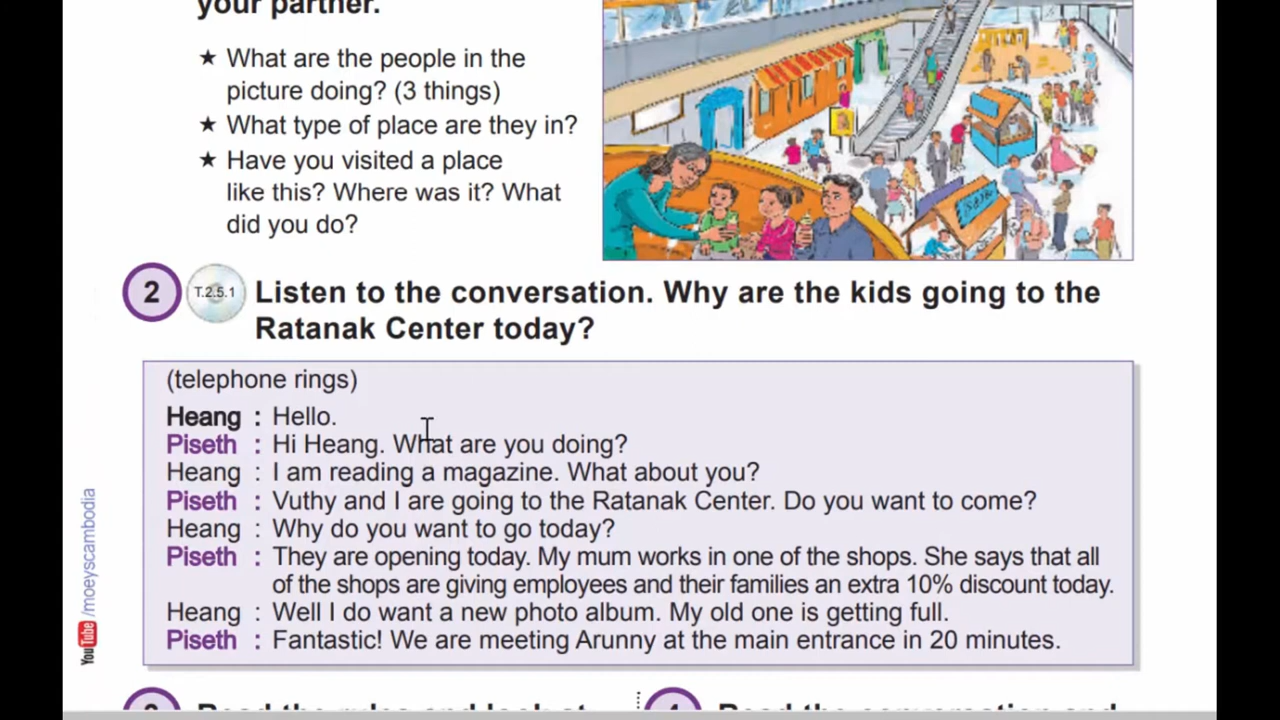 your partner.
★ What are the people in the
picture doing? (3 things)
★ What type of place are they in?
★ Have you visited a place
like this? Where was it? What
did you do?
2 T.2.5.1 Listen to the conversation. Why are the kids going to the
Ratanak Center today?
(telephone rings)
Heang : Hello.
Piseth : Hi Heang. What are you doing?
Heang : I am reading a magazine. What about you?
Piseth : Vuthy and I are going to the Ratanak Center. Do you want to come?
Heang : Why do you want to go today?
Piseth : They are opening today. My mum works in one of the shops. She says that all
of the shops are giving employees and their families an extra 10% discount today.
Heang : Well I do want a new photo album. My old one is getting full.
Piseth : Fantastic! We are meeting Arunny at the main entrance in 20 minutes.
YouTube /moeyscambodia